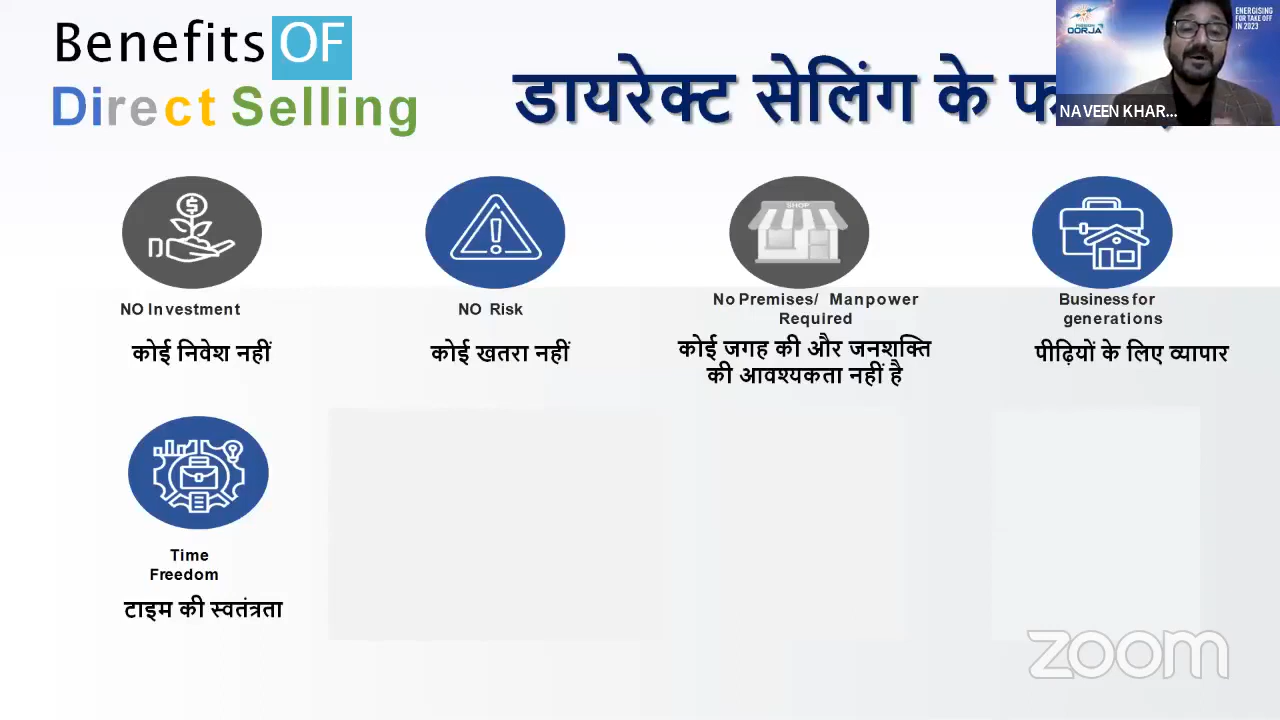 Benefits OF
Direct Selling
डायरेक्ट सेलिंग के
OORJA
ENERGISING
FOR TAKE OFF
IN 2023
NAVEEN KHAR...
SHOP
NO Investment
NO Risk
No Premises/ Manpower
Required
Business for
generations
कोई निवेश नहीं
कोई खतरा नहीं
कोई जगह की और जनशक्ति
की आवश्यकता नहीं है
पीढ़ियों के लिए व्यापार
Time
Freedom
टाइम की स्वतंत्रता
zoom